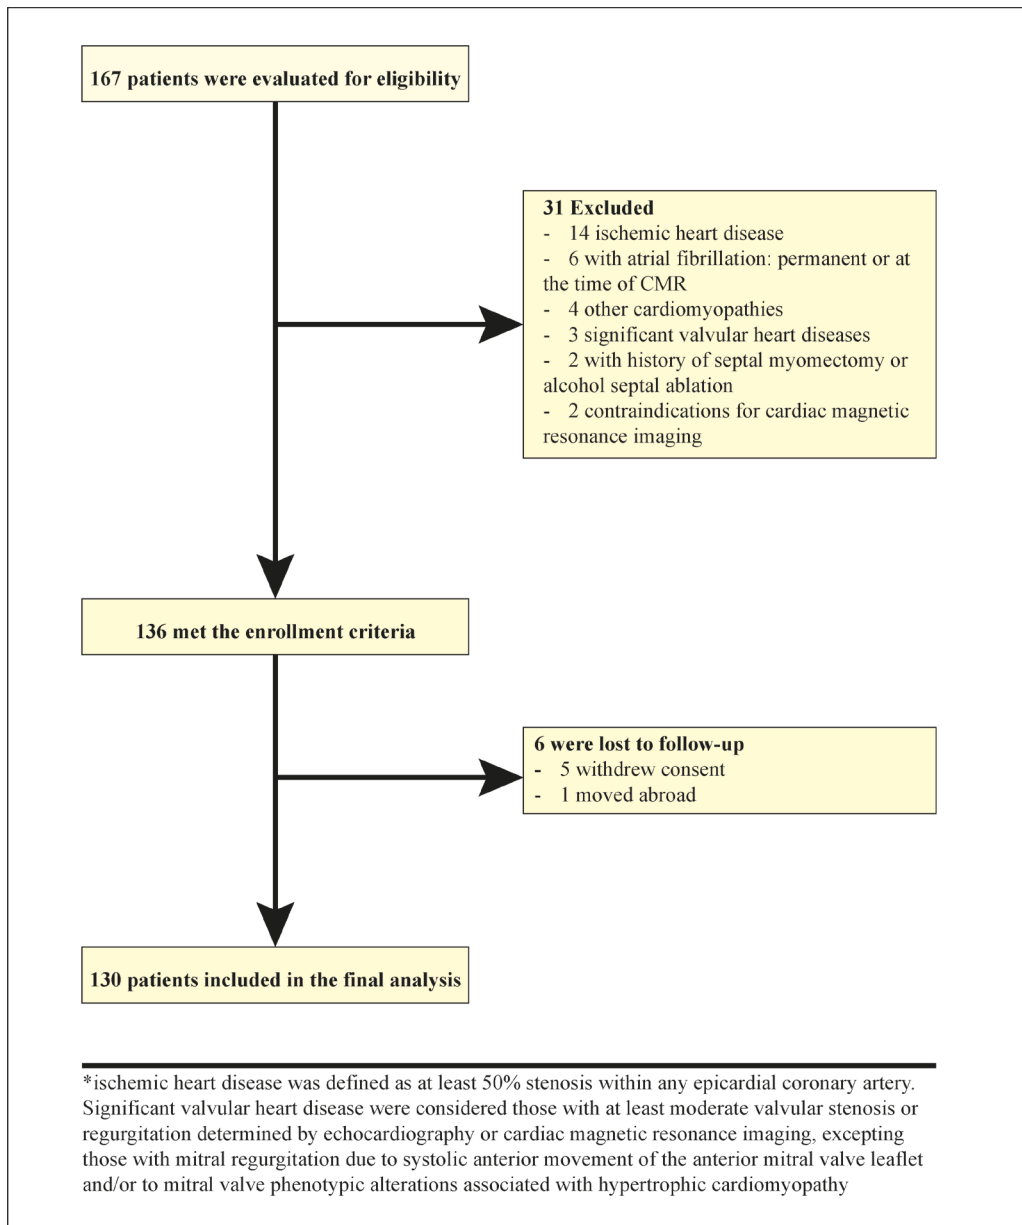 167 patients were evaluated for eligibility
31 Excluded
- 14 ischemic heart disease
- 6 with atrial fibrillation: permanent or at
the time of CMR
- 4 other cardiomyopathies
- 3 significant valvular heart diseases
- 2 with history of septal myomectomy or
alcohol septal ablation
- 2 contraindications for cardiac magnetic
resonance imaging
136 met the enrollment criteria
6 were lost to follow-up
- 5 withdrew consent
- 1 moved abroad
130 patients included in the final analysis
*ischemic heart disease was defined as at least 50% stenosis within any epicardial coronary artery.
Significant valvular heart disease were considered those with at least moderate valvular stenosis or
regurgitation determined by echocardiography or cardiac magnetic resonance imaging, excepting
those with mitral regurgitation due to systolic anterior movement of the anterior mitral valve leaflet
and/or to mitral valve phenotypic alterations associated with hypertrophic cardiomyopathy